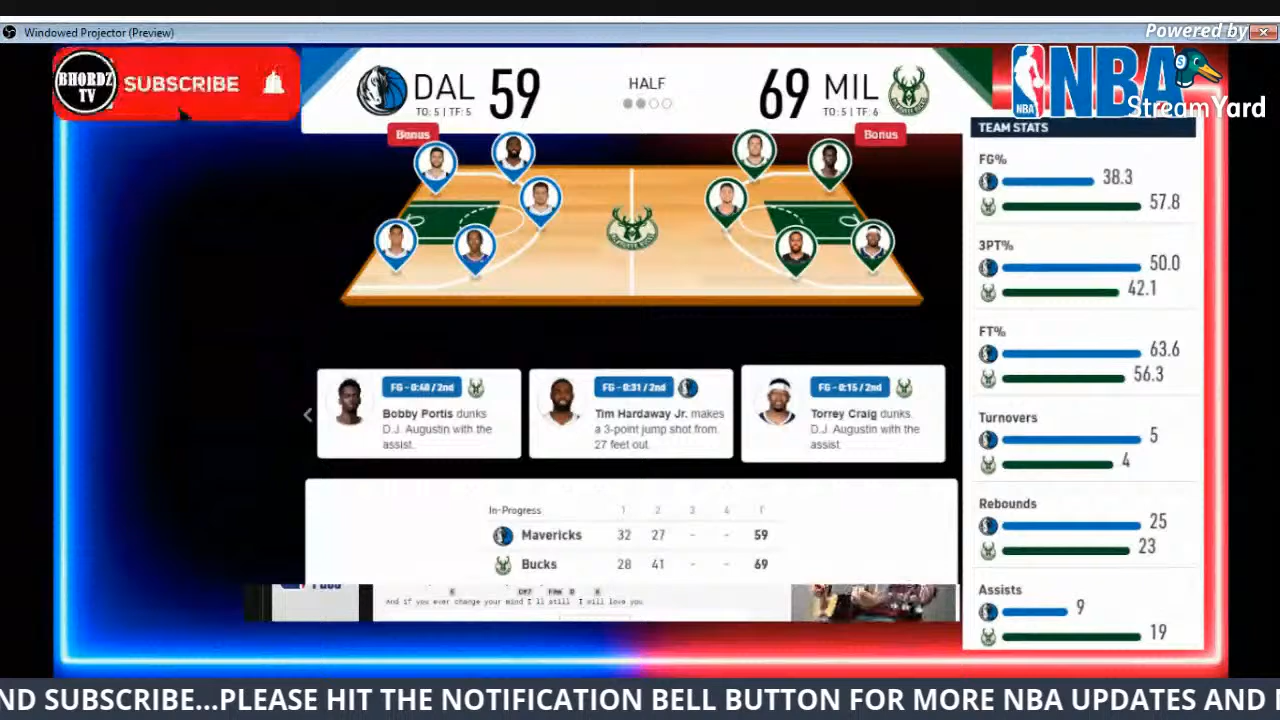 Windowed Projector (Preview)
Powered by
StreamYard
BHORDZ
TV
SUBSCRIBE
DAL 59
TO: 5 | TF: 5
HALF
69 MIL
TO: 5 | TF: 6
NBA
NBA
Bonus
Bonus
TEAM STATS
FG%
38.3
57.8
3PT%
50.0
42.1
FT%
63.6
56.3
Turnovers
5
4
Rebounds
25
23
Assists
9
19
FG - 0:40 / 2nd
Bobby Portis dunks.
D.J. Augustin with the
assist.
FG - 0:31 / 2nd
Tim Hardaway Jr. makes
a 3-point jump shot from
27 feet out.
FG - 0:15 / 2nd
Torrey Craig dunks.
D.J. Augustin with the
assist.
In-Progress 1 2 3 4 T
Mavericks 32 27 - - 59
Bucks 28 41 - - 69
And if you ever change your mind I'll still I will love you
ND SUBSCRIBE...PLEASE HIT THE NOTIFICATION BELL BUTTON FOR MORE NBA UPDATES AND